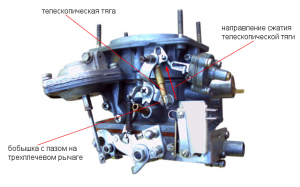 телескопическая тяга
направление сжатия
телескопической тяги
бобышка с пазом на
трехплечевом рычаге